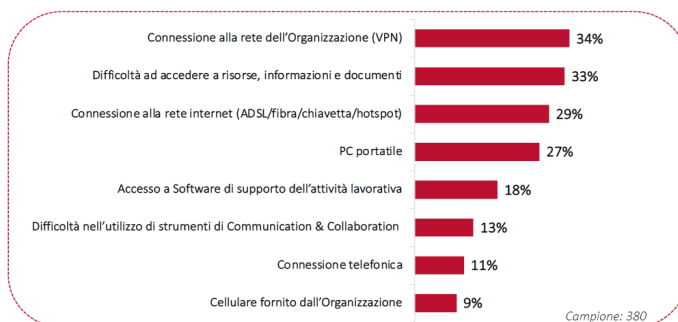 Connessione alla rete dell'Organizzazione (VPN) 34%
Difficoltà ad accedere a risorse, informazioni e documenti 33%
Connessione alla rete internet (ADSL/fibra/chiavetta/hotspot) 29%
PC portatile 27%
Accesso a Software di supporto dell'attività lavorativa 18%
Difficoltà nell'utilizzo di strumenti di Communication & Collaboration 13%
Connessione telefonica 11%
Cellulare fornito dall'Organizzazione 9%
Campione: 380